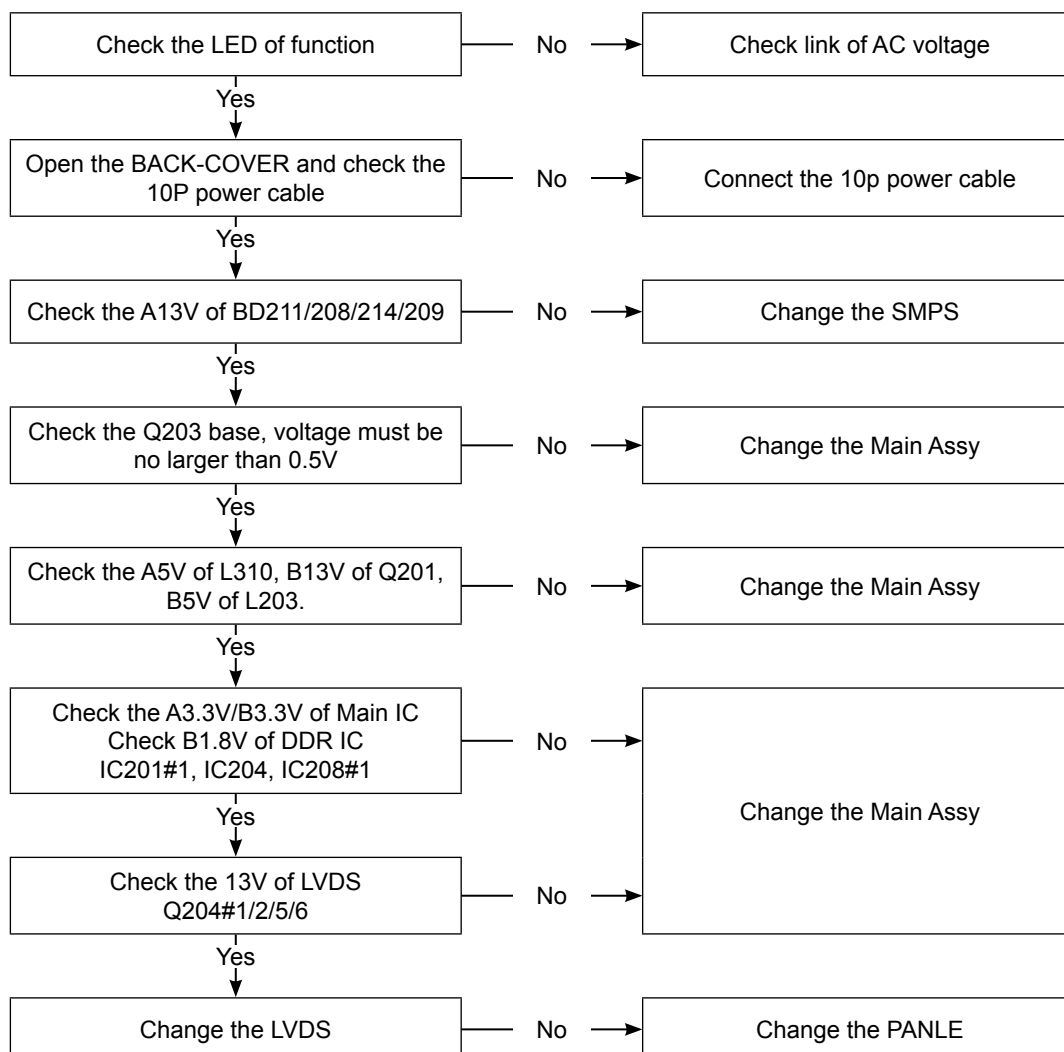 Check the LED of function
No
Check link of AC voltage
Yes
Open the BACK-COVER and check the
10P power cable
No
Connect the 10p power cable
Yes
Check the A13V of BD211/208/214/209
No
Change the SMPS
Yes
Check the Q203 base, voltage must be
no larger than 0.5V
No
Change the Main Assy
Yes
Check the A5V of L310, B13V of Q201,
B5V of L203.
No
Change the Main Assy
Yes
Check the A3.3V/B3.3V of Main IC
Check B1.8V of DDR IC
IC201#1, IC204, IC208#1
No
Change the Main Assy
Yes
Check the 13V of LVDS
Q204#1/2/5/6
No
Yes
Change the LVDS
No
Change the PANLE